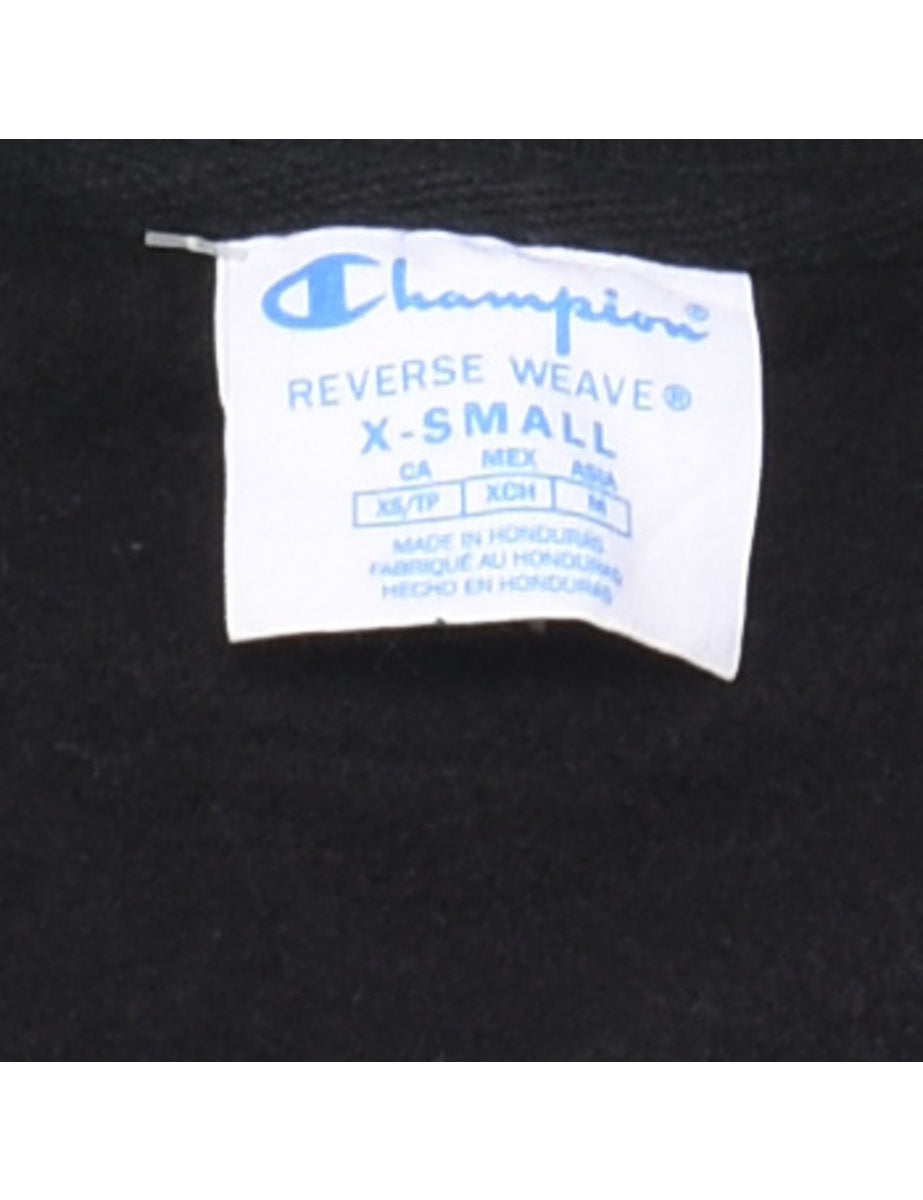 Champion®
REVERSE WEAVE®
X-SMALL
CA MEX ASIA
XS/TP XCH M
MADE IN HONDURAS
FABRIQUÉ AU HONDURAS
HECHO EN HONDURAS